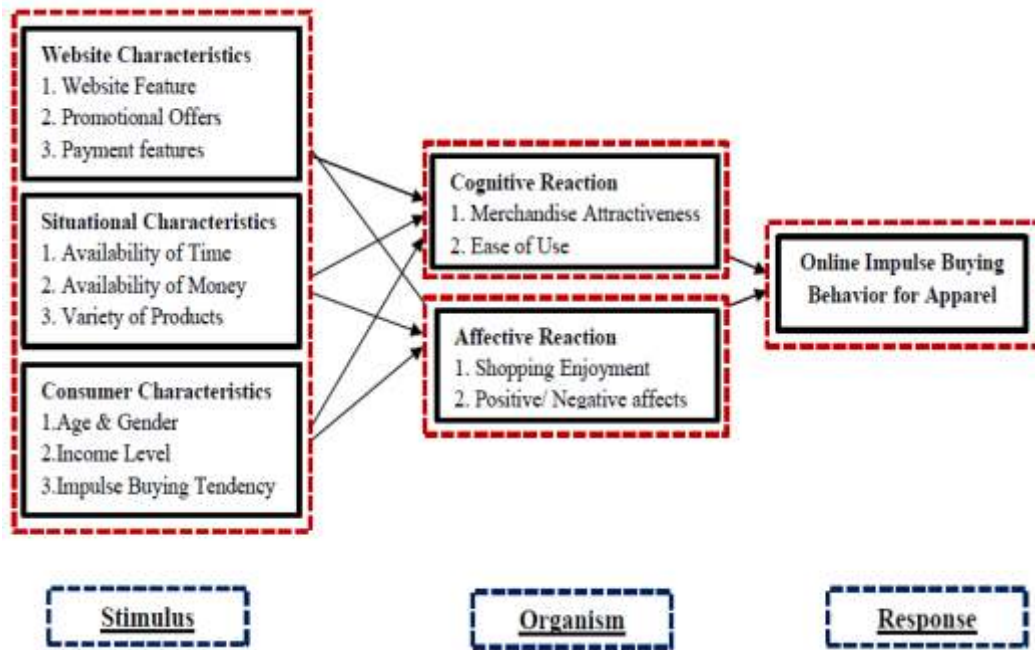 Website Characteristics
1. Website Feature
2. Promotional Offers
3. Payment features
Situational Characteristics
1. Availability of Time
2. Availability of Money
3. Variety of Products
Consumer Characteristics
1.Age & Gender
2.Income Level
3.Impulse Buying Tendency
Cognitive Reaction
1. Merchandise Attractiveness
2. Ease of Use
Affective Reaction
1. Shopping Enjoyment
2. Positive/ Negative affects
Online Impulse Buying
Behavior for Apparel
Stimulus
Organism
Response